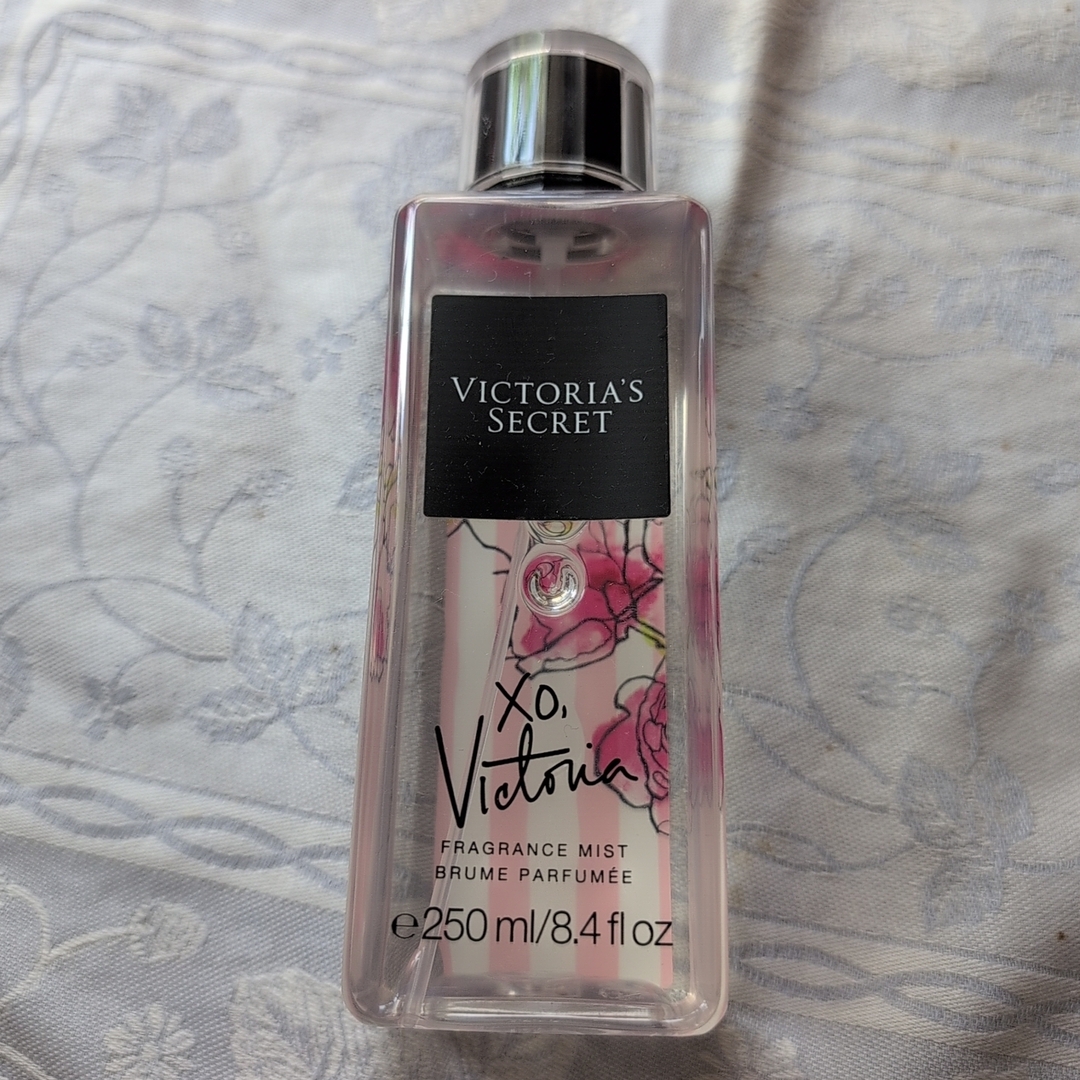 VICTORIA'S
SECRET
XO,
Victoria
FRAGRANCE MIST
BRUME PARFUMÉE
℮250 ml/8.4 fl oz